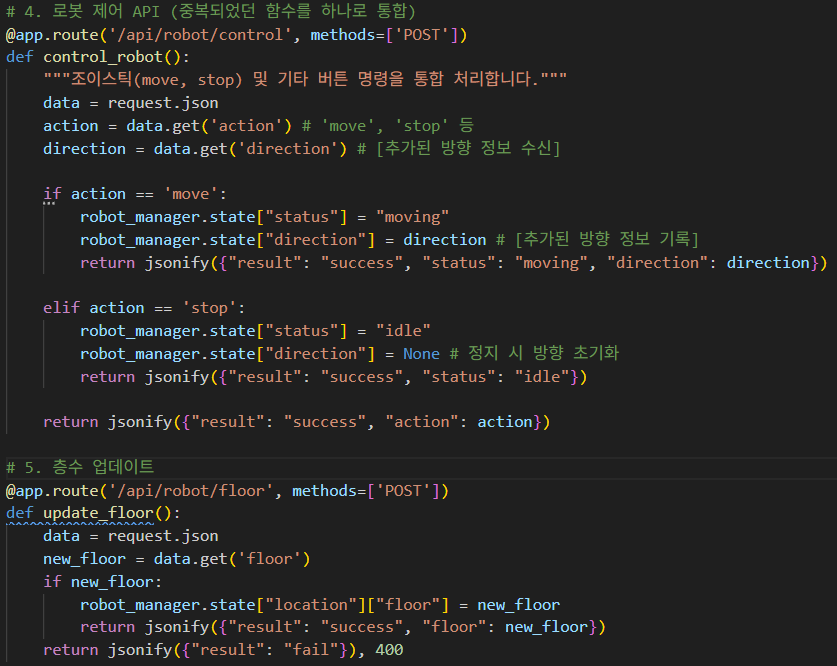 # 4. 로봇 제어 API (중복되었던 함수를 하나로 통합)
@app.route('/api/robot/control', methods=['POST'])
def control_robot():
    """조이스틱(move, stop) 및 기타 버튼 명령을 통합 처리합니다."""
    data = request.json
    action = data.get('action') # 'move', 'stop' 등
    direction = data.get('direction') # [추가된 방향 정보 수신]

    if action == 'move':
        robot_manager.state["status"] = "moving"
        robot_manager.state["direction"] = direction # [추가된 방향 정보 기록]
        return jsonify({"result": "success", "status": "moving", "direction": direction})

    elif action == 'stop':
        robot_manager.state["status"] = "idle"
        robot_manager.state["direction"] = None # 정지 시 방향 초기화
        return jsonify({"result": "success", "status": "idle"})

    return jsonify({"result": "success", "action": action})

# 5. 층수 업데이트
@app.route('/api/robot/floor', methods=['POST'])
def update_floor():
    data = request.json
    new_floor = data.get('floor')
    if new_floor:
        robot_manager.state["location"]["floor"] = new_floor
        return jsonify({"result": "success", "floor": new_floor})
    return jsonify({"result": "fail"}), 400